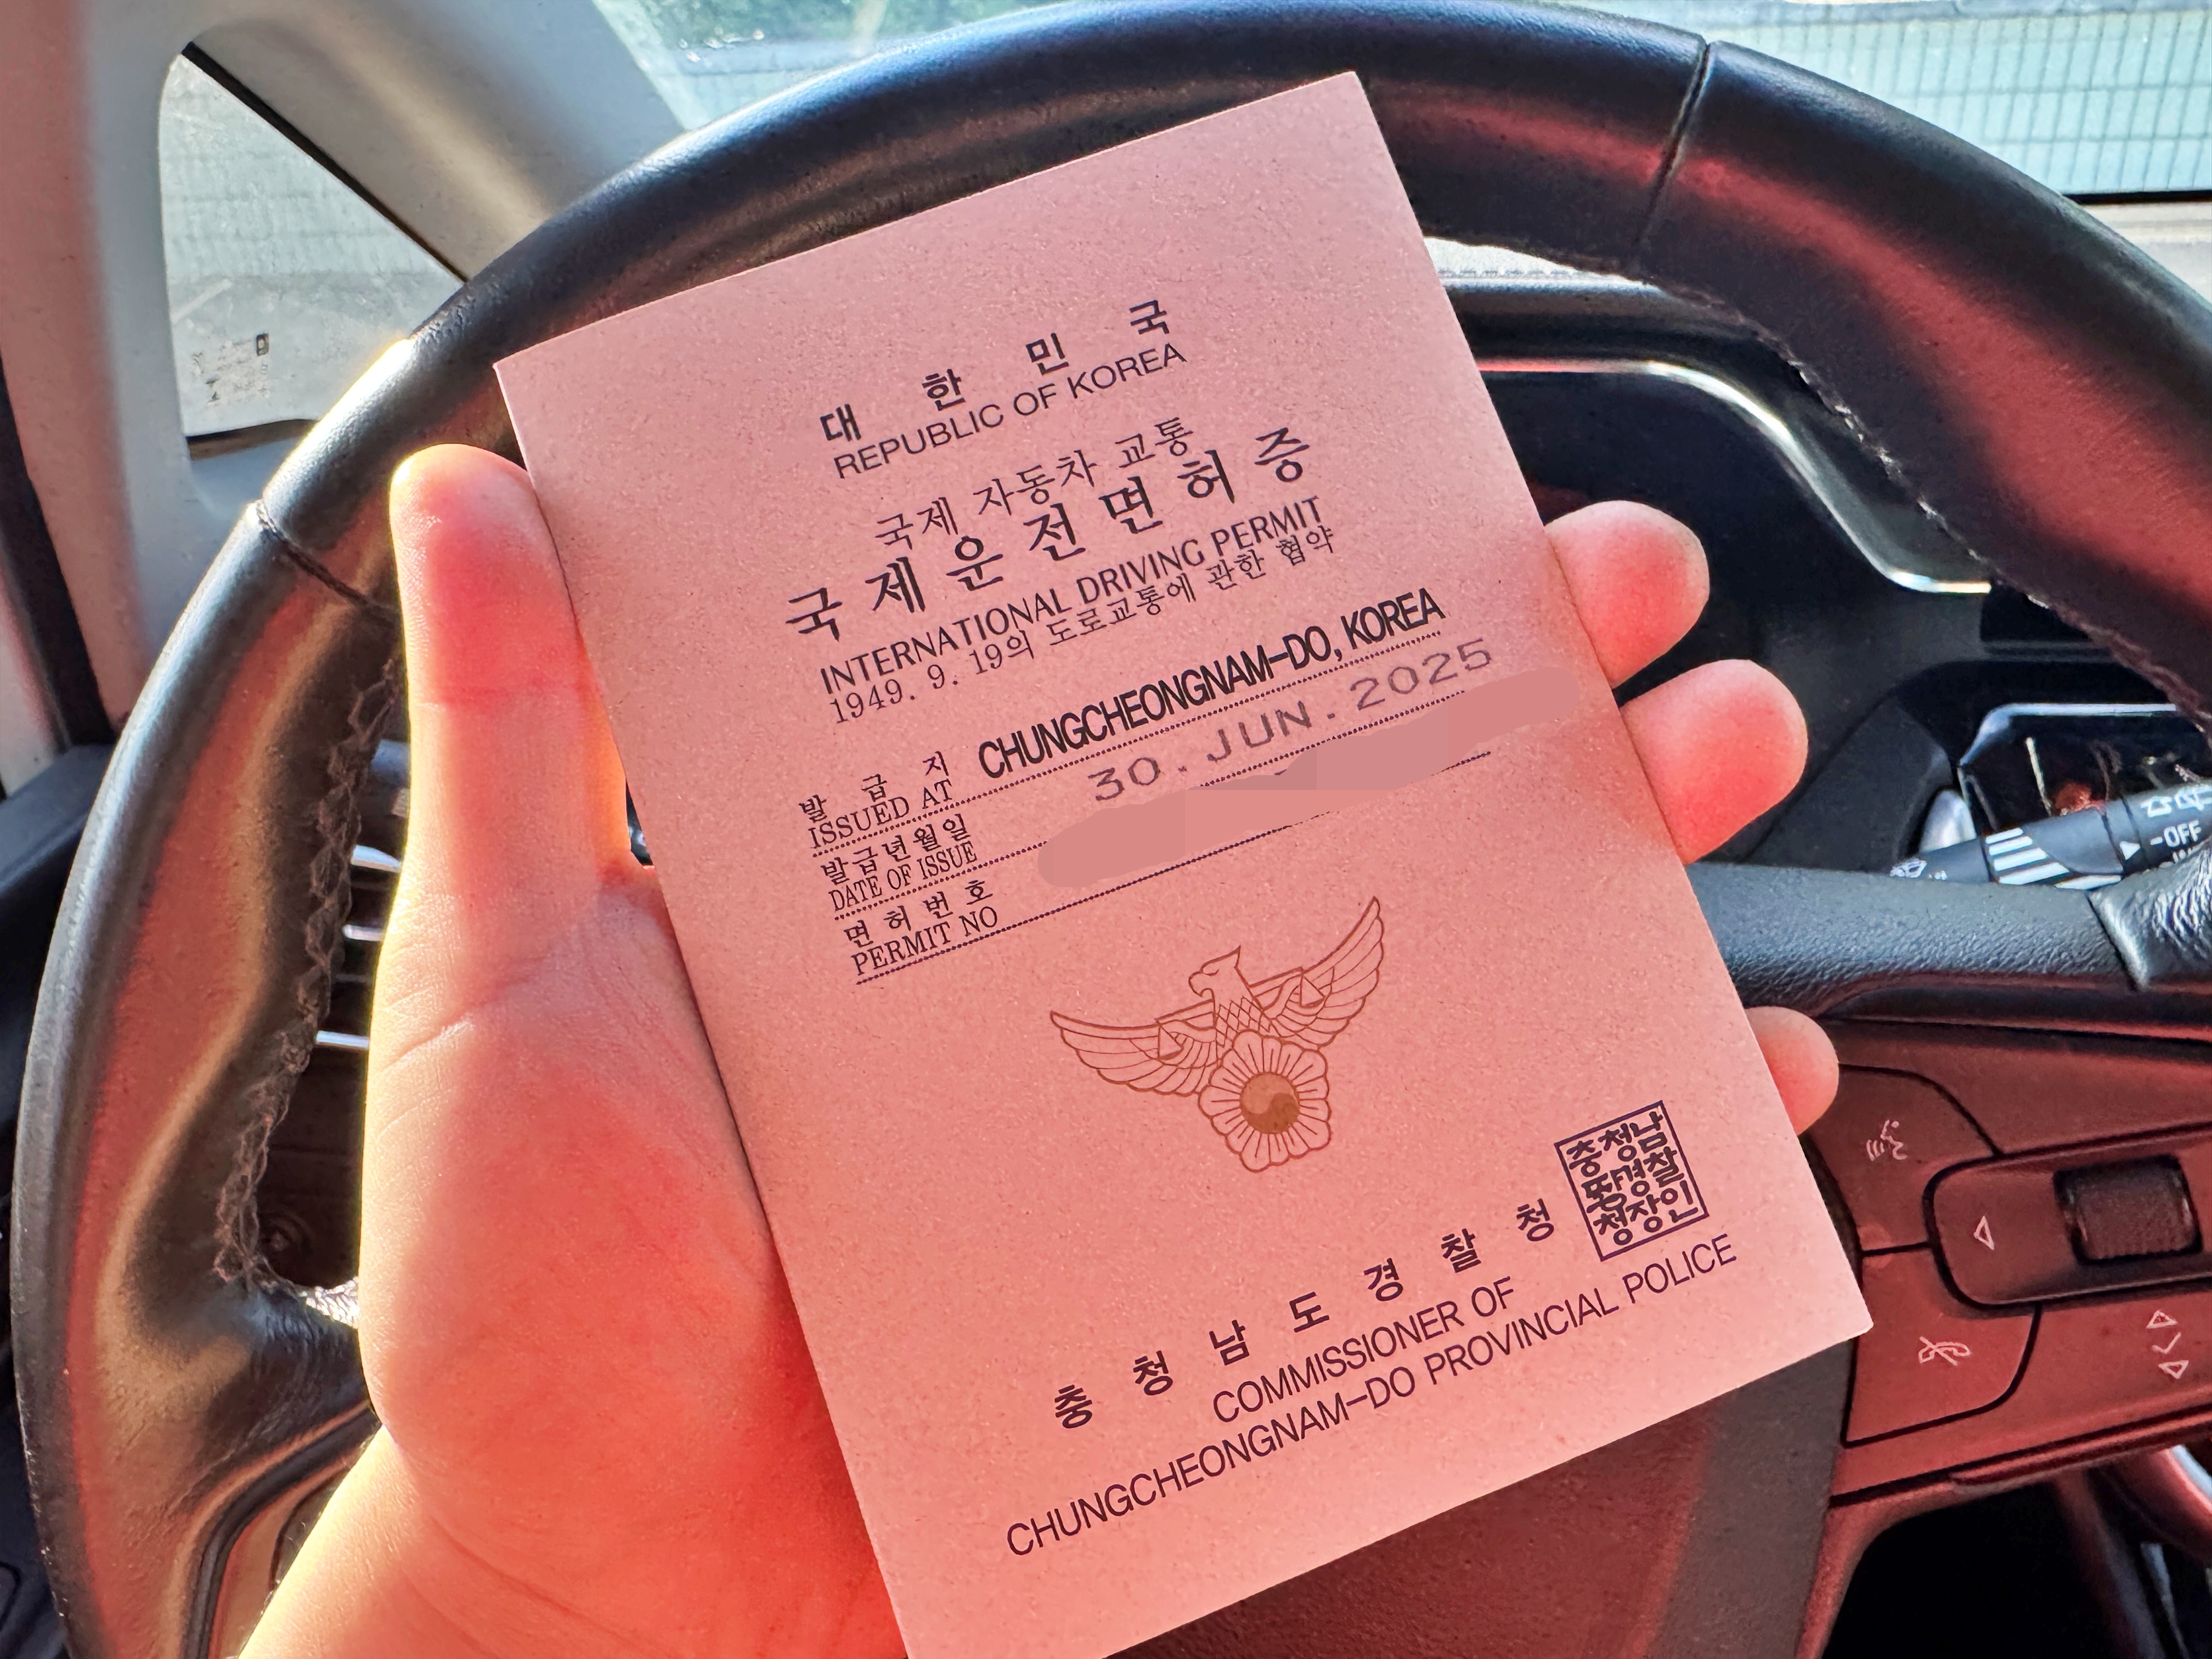 대 한 민 국
REPUBLIC OF KOREA
국제 자동차 교통
국 제 운 전 면 허 증
INTERNATIONAL DRIVING PERMIT
1949. 9. 19의 도로교통에 관한 협약
발 급 지
ISSUED AT CHUNGCHEONGNAM-DO, KOREA
발급년월일
DATE OF ISSUE 30. JUN. 2025
면 허 번 호
PERMIT NO
충 청 남 도 경 찰 청
충청남
도경찰
청장인
COMMISSIONER OF
CHUNGCHEONGNAM-DO PROVINCIAL POLICE
OFF